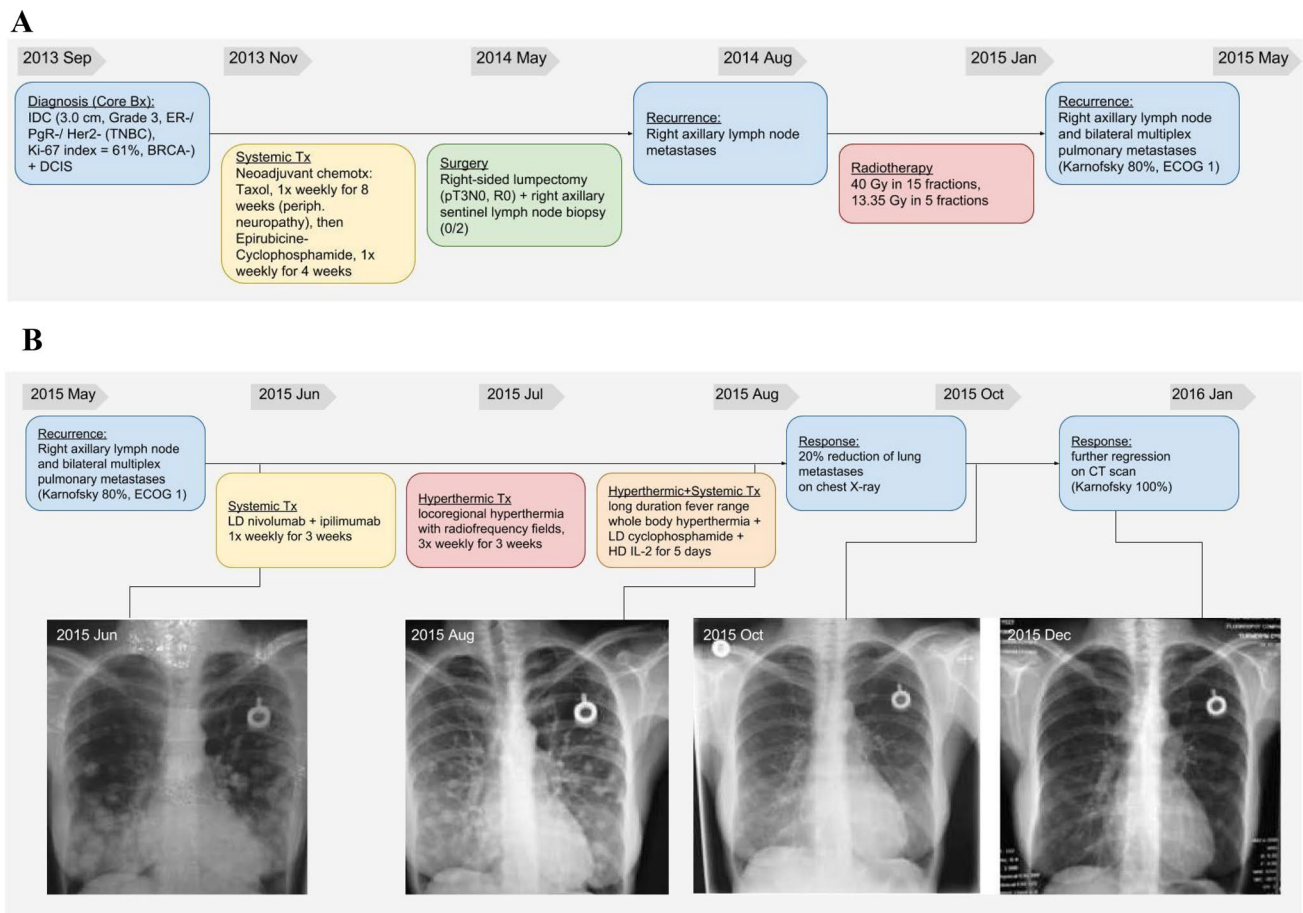 A
2013 Sep
2013 Nov
2014 May
2014 Aug
2015 Jan
2015 May
Diagnosis (Core Bx):
IDC (3.0 cm, Grade 3, ER-/
PgR-/ Her2- (TNBC),
Ki-67 index = 61%, BRCA-)
+ DCIS
Systemic Tx
Neoadjuvant chemotx:
Taxol, 1x weekly for 8
weeks (periph.
neuropathy), then
Epirubicine-
Cyclophosphamide, 1x
weekly for 4 weeks
Surgery
Right-sided lumpectomy
(pT3N0, R0) + right axillary
sentinel lymph node biopsy
(0/2)
Recurrence:
Right axillary lymph node
metastases
Radiotherapy
40 Gy in 15 fractions,
13.35 Gy in 5 fractions
Recurrence:
Right axillary lymph node
and bilateral multiplex
pulmonary metastases
(Karnofsky 80%, ECOG 1)
B
2015 May
2015 Jun
2015 Jul
2015 Aug
2015 Oct
2016 Jan
Recurrence:
Right axillary lymph node
and bilateral multiplex
pulmonary metastases
(Karnofsky 80%, ECOG 1)
Systemic Tx
LD nivolumab + ipilimumab
1x weekly for 3 weeks
Hyperthermic Tx
locoregional hyperthermia
with radiofrequency fields,
3x weekly for 3 weeks
Hyperthermic+Systemic Tx
long duration fever range
whole body hyperthermia +
LD cyclophosphamide +
HD IL-2 for 5 days
Response:
20% reduction of lung
metastases
on chest X-ray
Response:
further regression
on CT scan
(Karnofsky 100%)
2015 Jun
2015 Aug
2015 Oct
2015 Dec